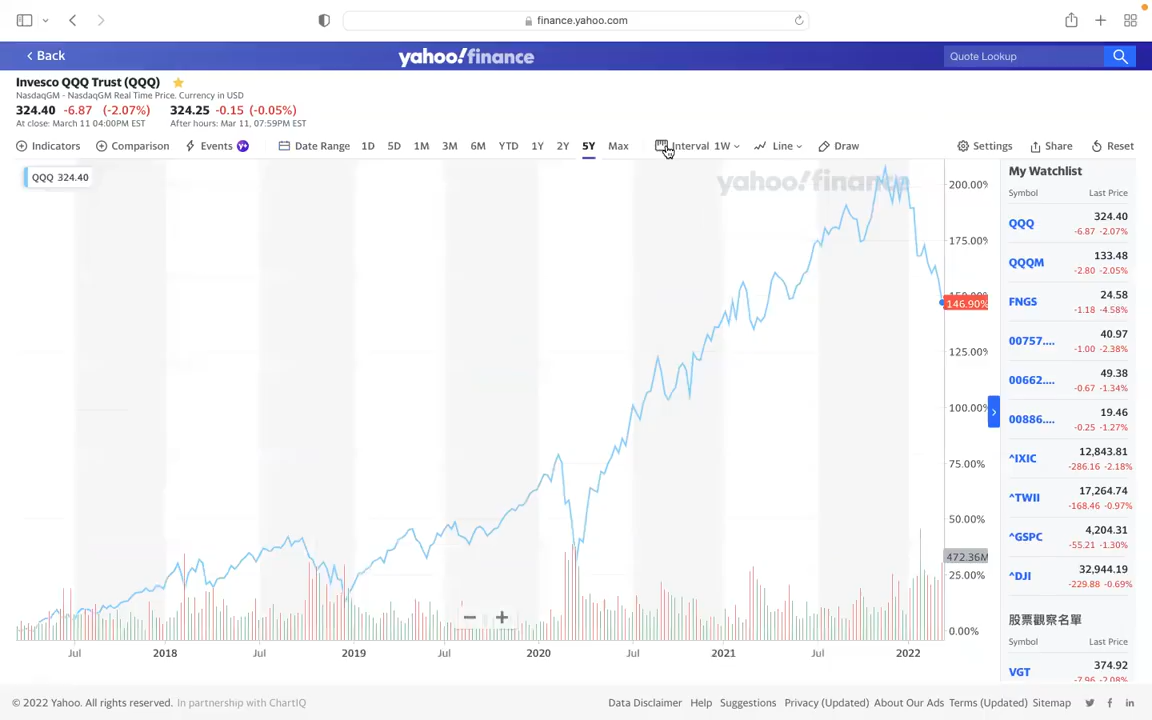 finance.yahoo.com
Back
yahoo!finance
Quote Lookup
Invesco QQQ Trust (QQQ)
NasdaqGM - NasdaqGM Real Time Price. Currency in USD
324.40 -6.87 (-2.07%) 324.25 -0.15 (-0.05%)
At close: March 11 04:00PM EST After hours: Mar 11, 07:59PM EST
Indicators Comparison Events Y+ Date Range 1D 5D 1M 3M 6M YTD 1Y 2Y 5Y Max Interval 1W Line Draw Settings Share Reset
QQQ 324.40
yahoo!finance
200.00%
175.00%
150.00%
146.90%
125.00%
100.00%
75.00%
50.00%
472.36M
25.00%
0.00%
Jul 2018 Jul 2019 Jul 2020 Jul 2021 Jul 2022
My Watchlist
Symbol Last Price
QQQ 324.40
-6.87 -2.07%
QQQM 133.48
-2.80 -2.05%
FNGS 24.58
-1.18 -4.58%
00757.... 40.97
-1.00 -2.38%
00662.... 49.38
-0.67 -1.34%
00886.... 19.46
-0.25 -1.27%
^IXIC 12,843.81
-286.16 -2.18%
^TWII 17,264.74
-168.46 -0.97%
^GSPC 4,204.31
-55.21 -1.30%
^DJI 32,944.19
-229.88 -0.69%
股票觀察名單
Symbol Last Price
VGT 374.92
-7.96 -2.08%
© 2022 Yahoo. All rights reserved. In partnership with ChartIQ
Data Disclaimer Help Suggestions Privacy (Updated) About Our Ads Terms (Updated) Sitemap